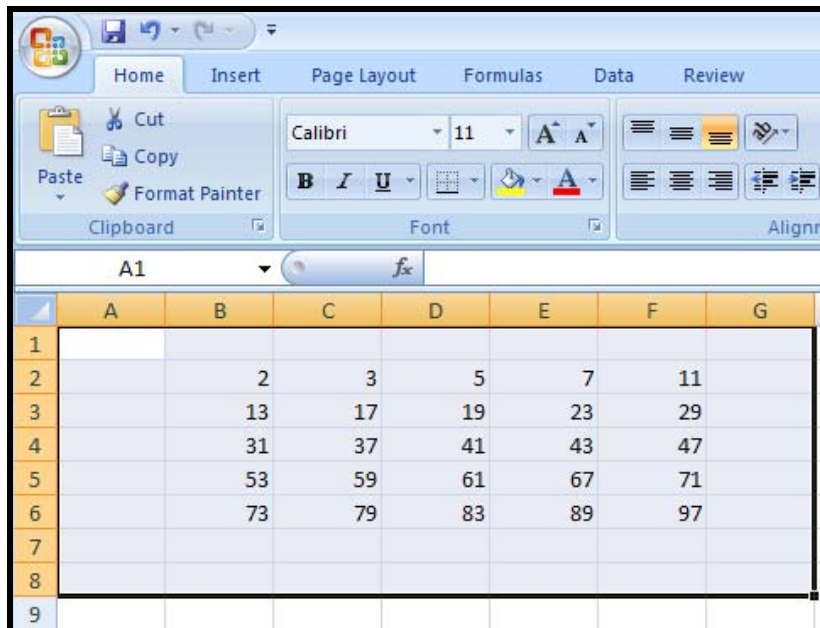 Home Insert Page Layout Formulas Data Review
Paste
Cut
Copy
Format Painter
Clipboard
Calibri 11 A A
B I U A
Font
Alignr
A1 fx
A B C D E F G
1
2 2 3 5 7 11
3 13 17 19 23 29
4 31 37 41 43 47
5 53 59 61 67 71
6 73 79 83 89 97
7
8
9